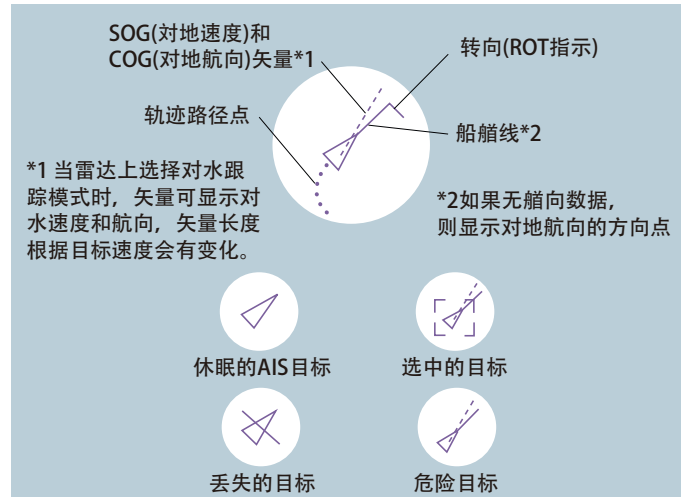 SOG(对地速度)和
COG(对地航向)矢量*1
转向(ROT指示)
轨迹路径点
船艏线*2
*1 当雷达上选择对水跟
踪模式时，矢量可显示对
水速度和航向，矢量长度
根据目标速度会有变化。
*2如果无艏向数据，
则显示对地航向的方向点
休眠的AIS目标
选中的目标
丢失的目标
危险目标